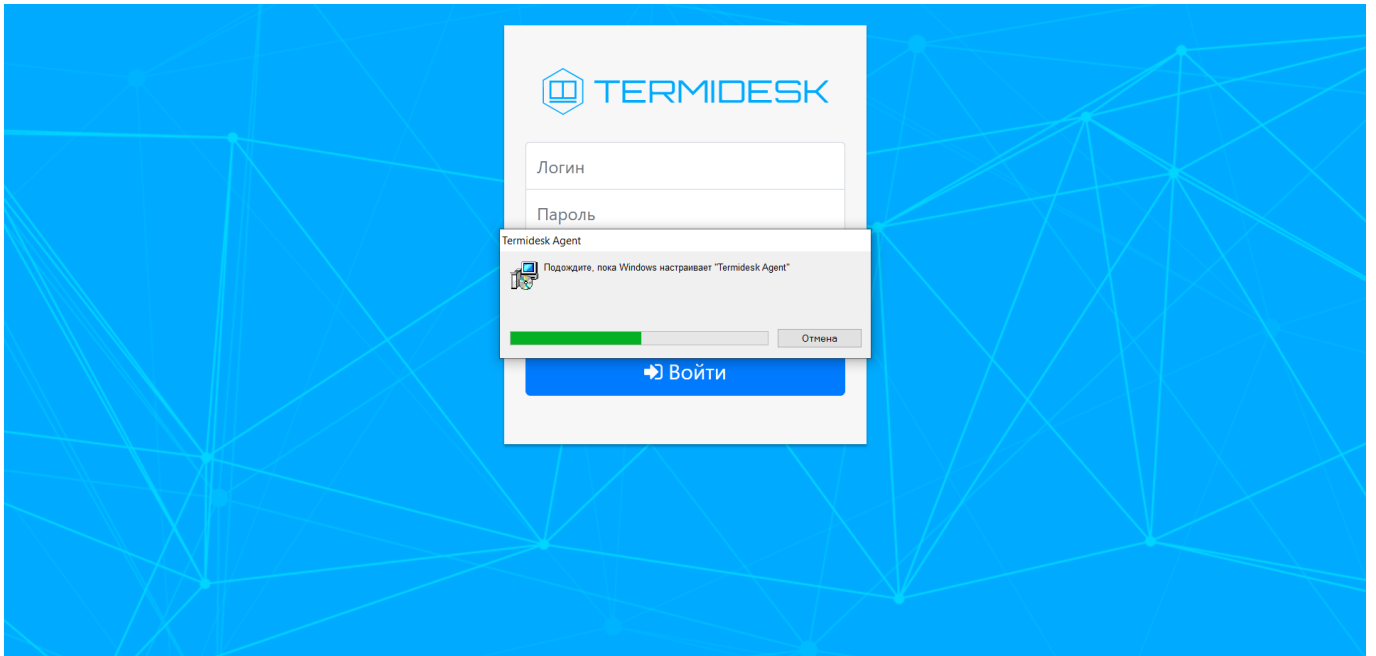 TERMIDESK
Логин
Пароль
Termidesk Agent
Подождите, пока Windows настраивает "Termidesk Agent"
Отмена
Войти